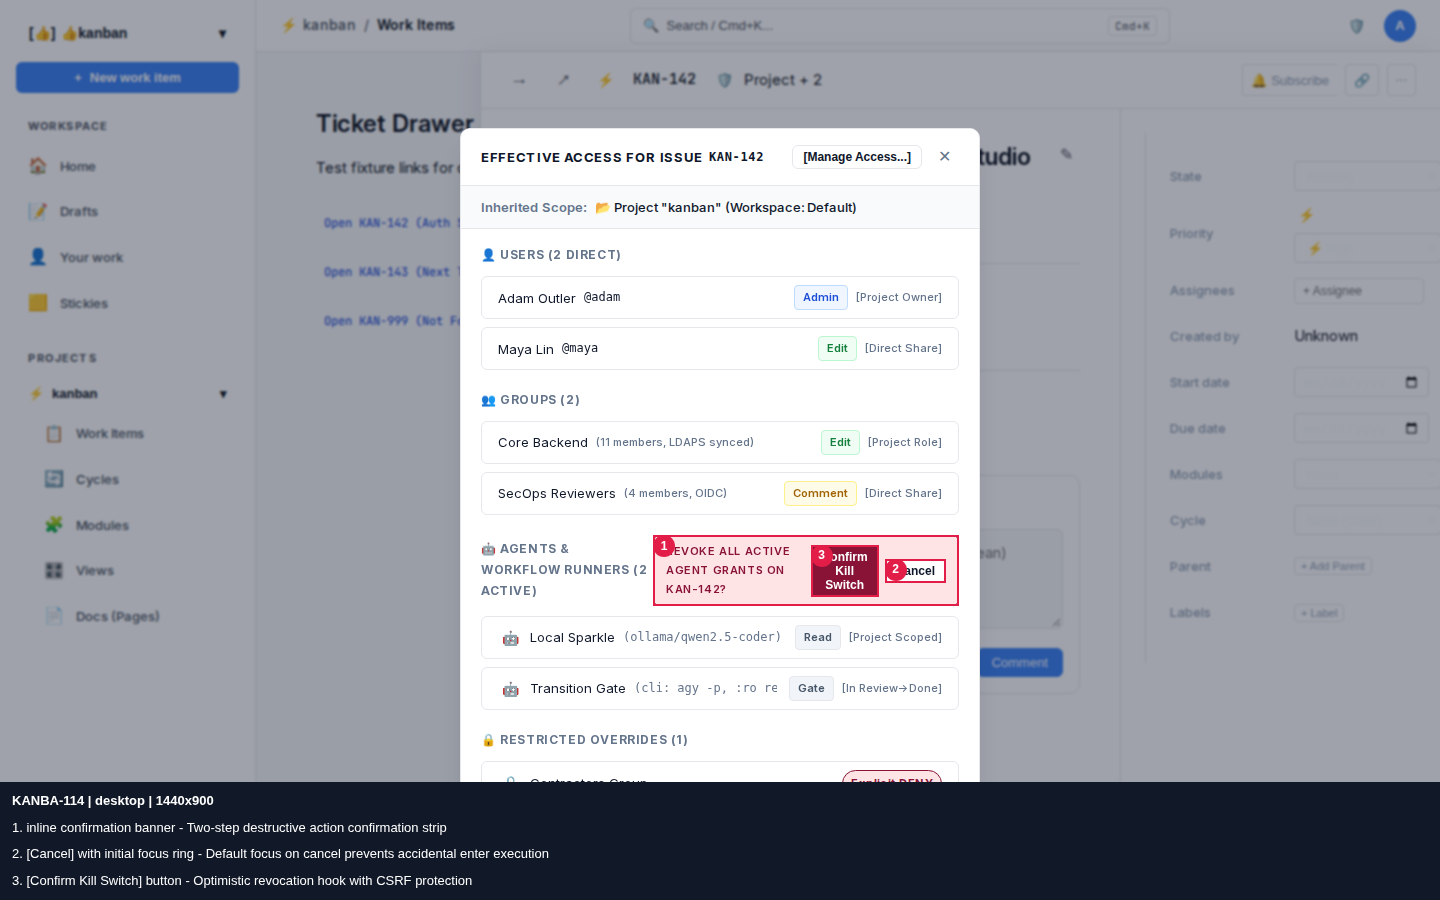 [👍] 👍kanban ▾
+ New work item
WORKSPACE
Home
Drafts
Your work
Stickies
PROJECTS
⚡ kanban ▾
Work Items
Cycles
Modules
Views
Docs (Pages)
⚡ kanban / Work Items
Search / Cmd+K...
Cmd+K
A
→ ↗ ⚡ KAN-142 Project + 2
Subscribe
Ticket Drawer
Test fixture links for
Open KAN-142 (Auth
Open KAN-143 (Next
Open KAN-999 (Not
State
Priority
Assignees
+ Assignee
Created by
Unknown
Start date
Due date
Modules
Cycle
Parent
+ Add Parent
Labels
+ Label
Comment
EFFECTIVE ACCESS FOR ISSUE KAN-142
[Manage Access...]
✕
Inherited Scope: 📂 Project "kanban" (Workspace: Default)
👤 USERS (2 DIRECT)
Adam Outler @adam Admin [Project Owner]
Maya Lin @maya Edit [Direct Share]
👥 GROUPS (2)
Core Backend (11 members, LDAPS synced) Edit [Project Role]
SecOps Reviewers (4 members, OIDC) Comment [Direct Share]
🤖 AGENTS &
WORKFLOW RUNNERS (2
ACTIVE)
1
EVOKE ALL ACTIVE
AGENT GRANTS ON
KAN-142?
3
onfirm
Kill
Switch
2
ancel
🤖 Local Sparkle (ollama/qwen2.5-coder) Read [Project Scoped]
🤖 Transition Gate (cli: agy -p, :ro re Gate [In Review→Done]
🔒 RESTRICTED OVERRIDES (1)
Contractors Group Explicit DENY
KANBA-114 | desktop | 1440x900
1. inline confirmation banner - Two-step destructive action confirmation strip
2. [Cancel] with initial focus ring - Default focus on cancel prevents accidental enter execution
3. [Confirm Kill Switch] button - Optimistic revocation hook with CSRF protection